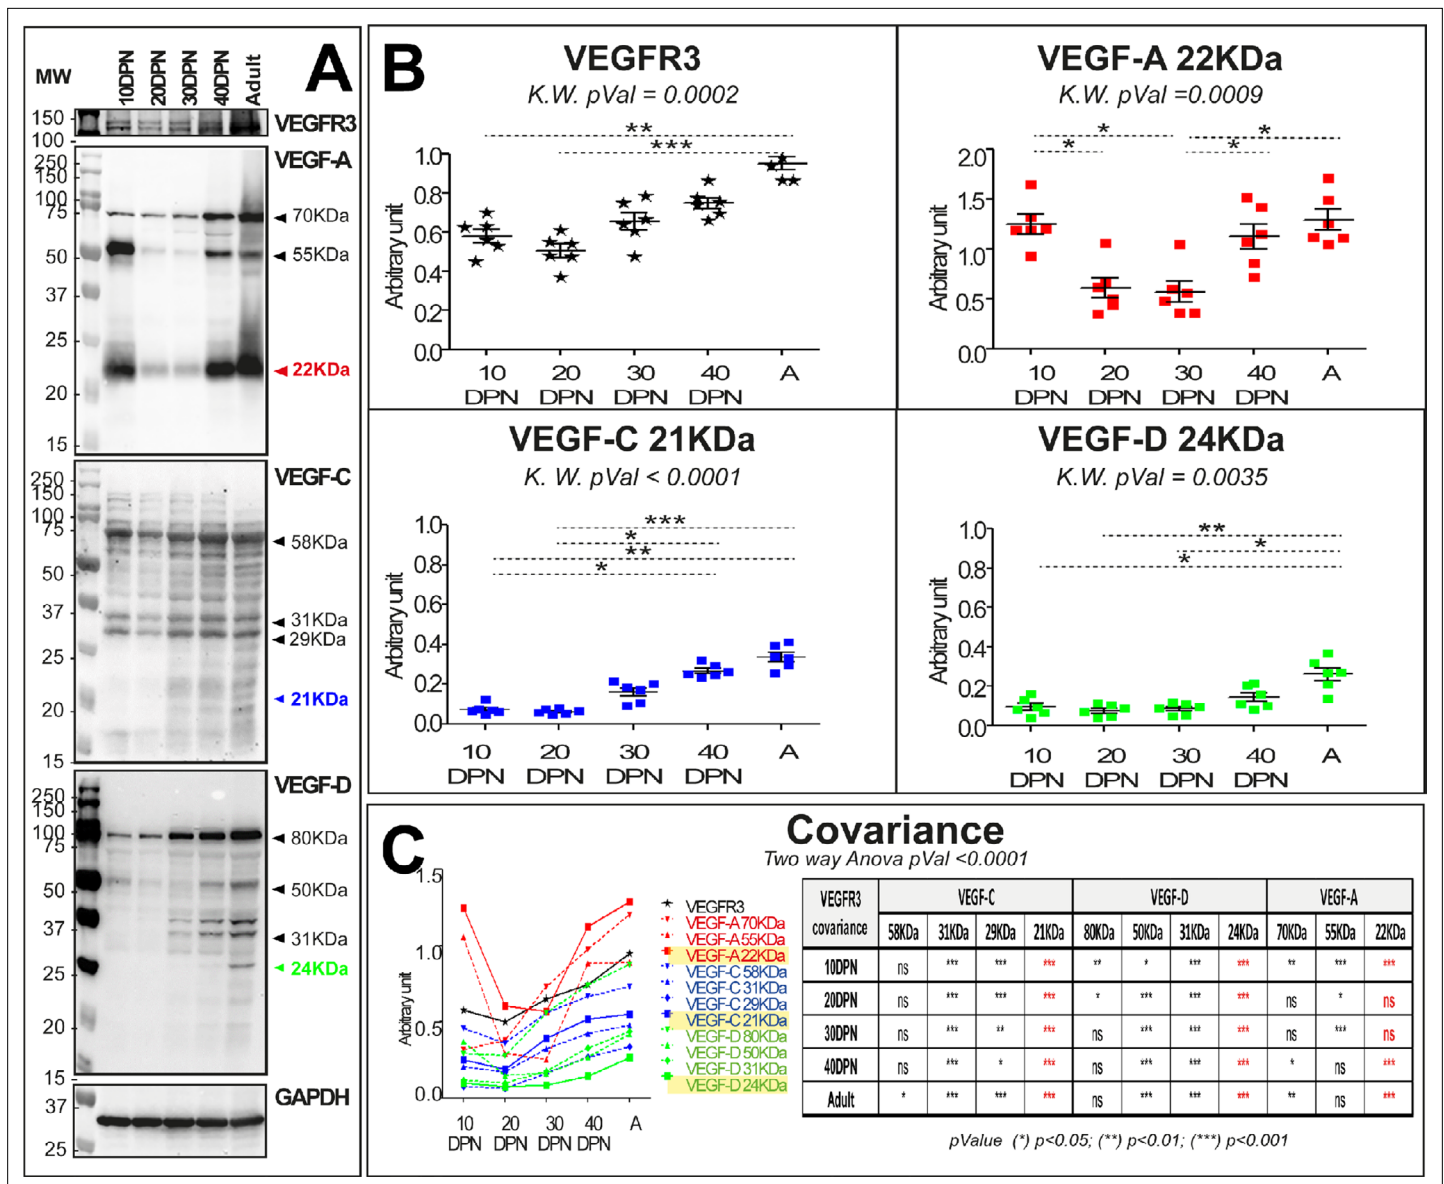 A
MW
10DPN
20DPN
30DPN
40DPN
Adult
150
100
VEGFR3
VEGF-A
250
150
100
75
50
37
25
20
15
70KDa
55KDa
22KDa
VEGF-C
250
150
100
75
50
37
25
20
15
58KDa
31KDa
29KDa
21KDa
VEGF-D
250
150
100
75
50
37
25
20
15
80KDa
50KDa
31KDa
24KDa
GAPDH
37
25
B
VEGFR3
K.W. pVal = 0.0002
**
***
Arbitrary unit
1.0
0.8
0.6
0.4
0.2
0.0
10 DPN
20 DPN
30 DPN
40 DPN
A
VEGF-A 22KDa
K.W. pVal =0.0009
*
*
*
*
Arbitrary unit
2.0
1.5
1.0
0.5
0.0
10 DPN
20 DPN
30 DPN
40 DPN
A
VEGF-C 21KDa
K. W. pVal < 0.0001
***
*
**
*
Arbitrary unit
1.0
0.8
0.6
0.4
0.2
0.0
10 DPN
20 DPN
30 DPN
40 DPN
A
VEGF-D 24KDa
K.W. pVal = 0.0035
**
*
*
Arbitrary unit
1.0
0.8
0.6
0.4
0.2
0.0
10 DPN
20 DPN
30 DPN
40 DPN
A
C
Covariance
Two way Anova pVal <0.0001
Arbitrary unit
1.5
1.0
0.5
0.0
10 DPN
20 DPN
30 DPN
40 DPN
A
VEGFR3
VEGF-A 70KDa
VEGF-A 55KDa
VEGF-A 22KDa
VEGF-C 58KDa
VEGF-C 31KDa
VEGF-C 29KDa
VEGF-C 21KDa
VEGF-D 80KDa
VEGF-D 50KDa
VEGF-D 31KDa
VEGF-D 24KDa
VEGFR3 covariance VEGF-C VEGF-D VEGF-A
58KDa 31KDa 29KDa 21KDa 80KDa 50KDa 31KDa 24KDa 70KDa 55KDa 22KDa
10DPN ns *** *** *** ** * *** *** ** *** ***
20DPN ns *** *** *** * *** *** *** ns * ns
30DPN ns *** ** *** ns *** *** *** ns *** ns
40DPN ns *** * *** ns *** *** *** * ns ***
Adult * *** *** *** ns *** *** *** ** ns ***
pValue (*) p<0.05; (**) p<0.01; (***) p<0.001